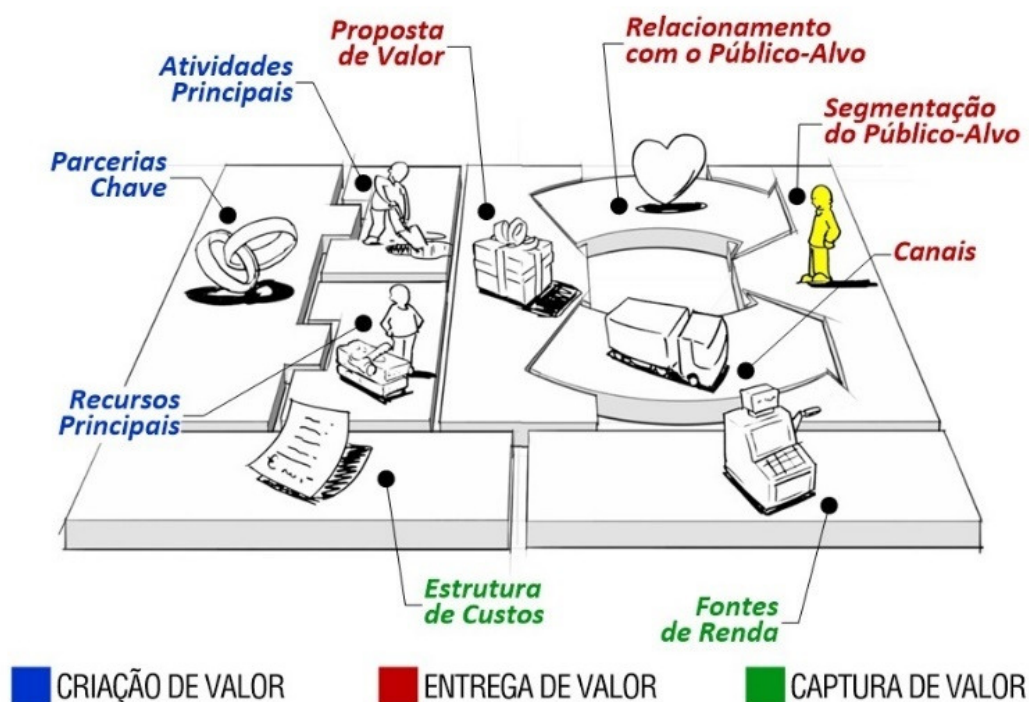 Proposta
de Valor
Relacionamento
com o Público-Alvo
Atividades
Principais
Segmentação
do Público-Alvo
Parcerias
Chave
Canais
Recursos
Principais
Estrutura
de Custos
Fontes
de Renda
CRIAÇÃO DE VALOR
ENTREGA DE VALOR
CAPTURA DE VALOR